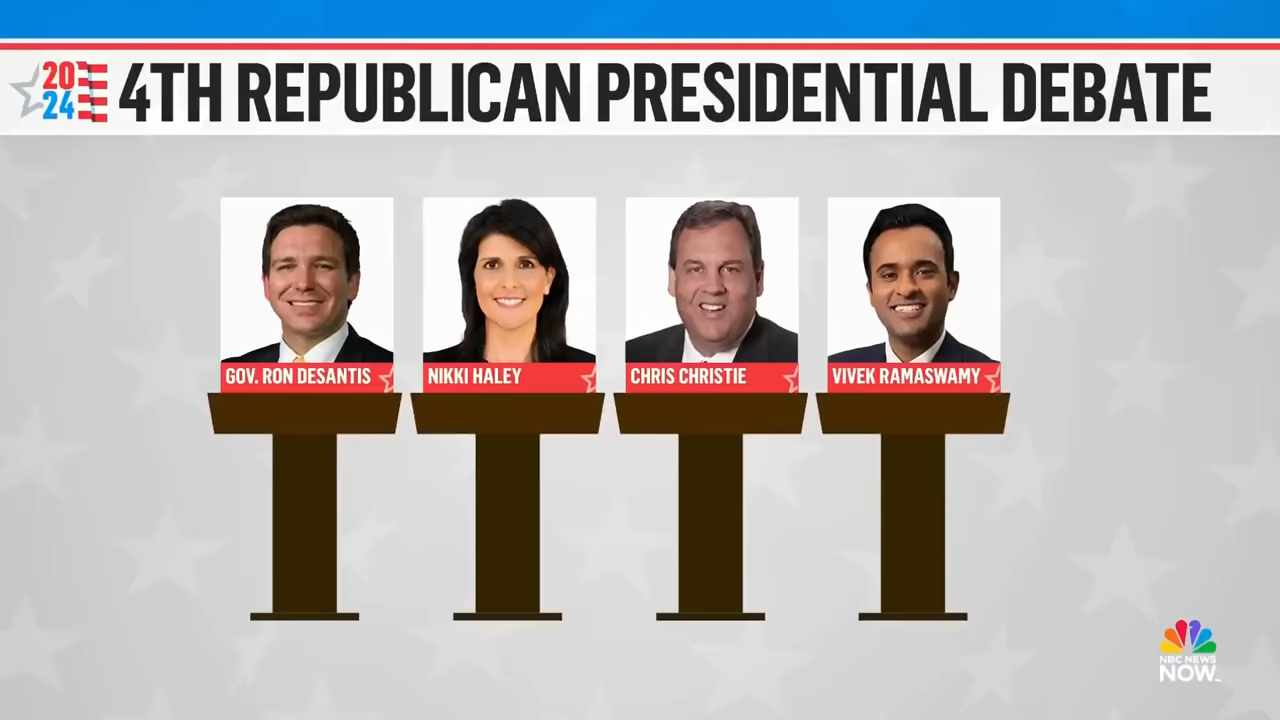 2024
4TH REPUBLICAN PRESIDENTIAL DEBATE
GOV. RON DESANTIS
NIKKI HALEY
CHRIS CHRISTIE
VIVEK RAMASWAMY
NBC NEWS
NOW